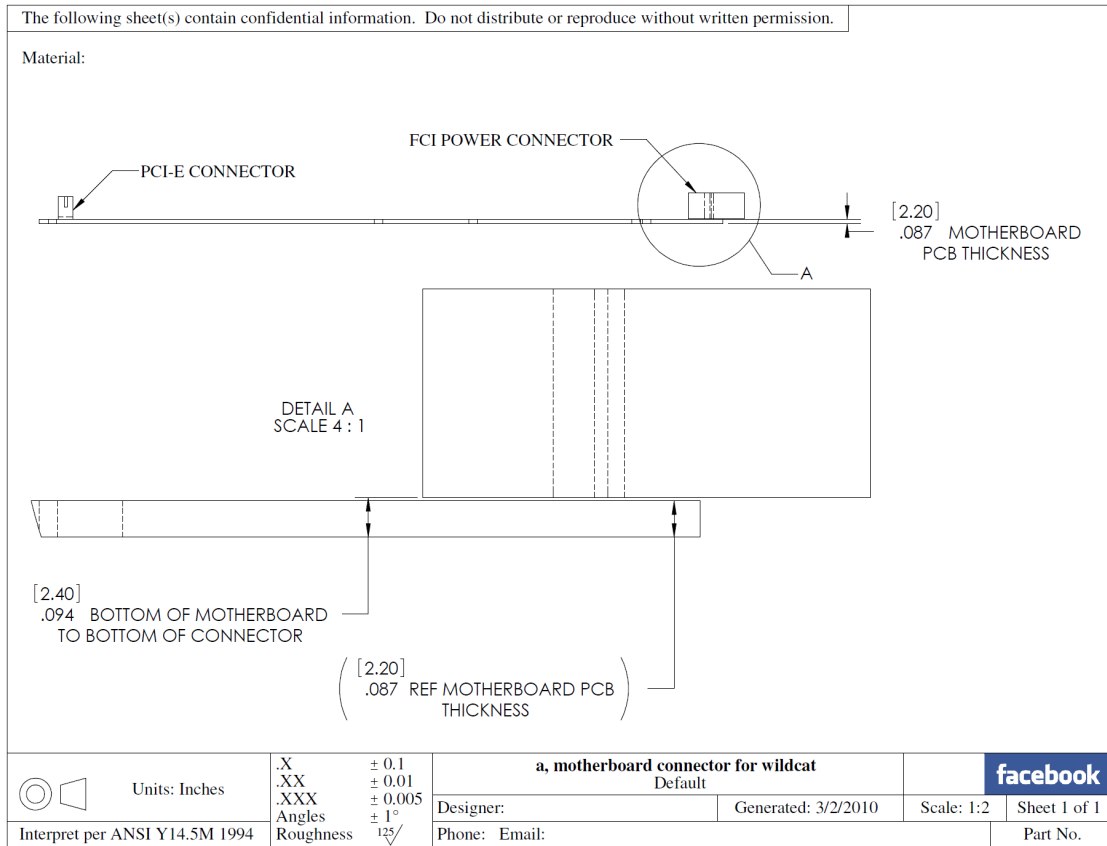 The following sheet(s) contain confidential information.  Do not distribute or reproduce without written permission.
Material:
FCI POWER CONNECTOR
PCI-E CONNECTOR
[2.20]
.087 MOTHERBOARD
PCB THICKNESS
A
DETAIL A
SCALE 4 : 1
[2.40]
.094 BOTTOM OF MOTHERBOARD
TO BOTTOM OF CONNECTOR
[2.20]
.087 REF MOTHERBOARD PCB
THICKNESS
Units: Inches
Interpret per ANSI Y14.5M 1994
.X ± 0.1
.XX ± 0.01
.XXX ± 0.005
Angles ± 1°
Roughness 125/
a, motherboard connector for wildcat
Default
facebook
Designer:
Generated: 3/2/2010
Scale: 1:2
Sheet 1 of 1
Phone: Email:
Part No.